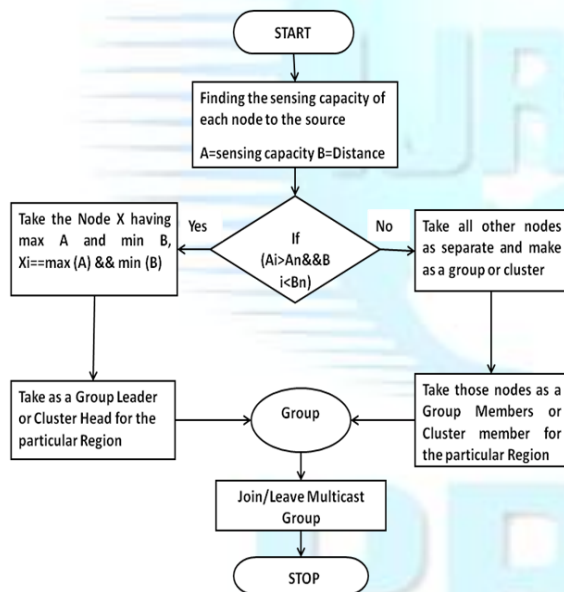 START
Finding the sensing capacity of
each node to the source
A=sensing capacity B=Distance
Take the Node X having
max A and min B,
Xi==max (A) && min (B)
Yes
If
(Ai>An&&B
i<Bn)
No
Take all other nodes
as separate and make
as a group or cluster
Take as a Group Leader
or Cluster Head for the
particular Region
Group
Take those nodes as a
Group Members or
Cluster member for
the particular Region
Join/Leave Multicast
Group
STOP